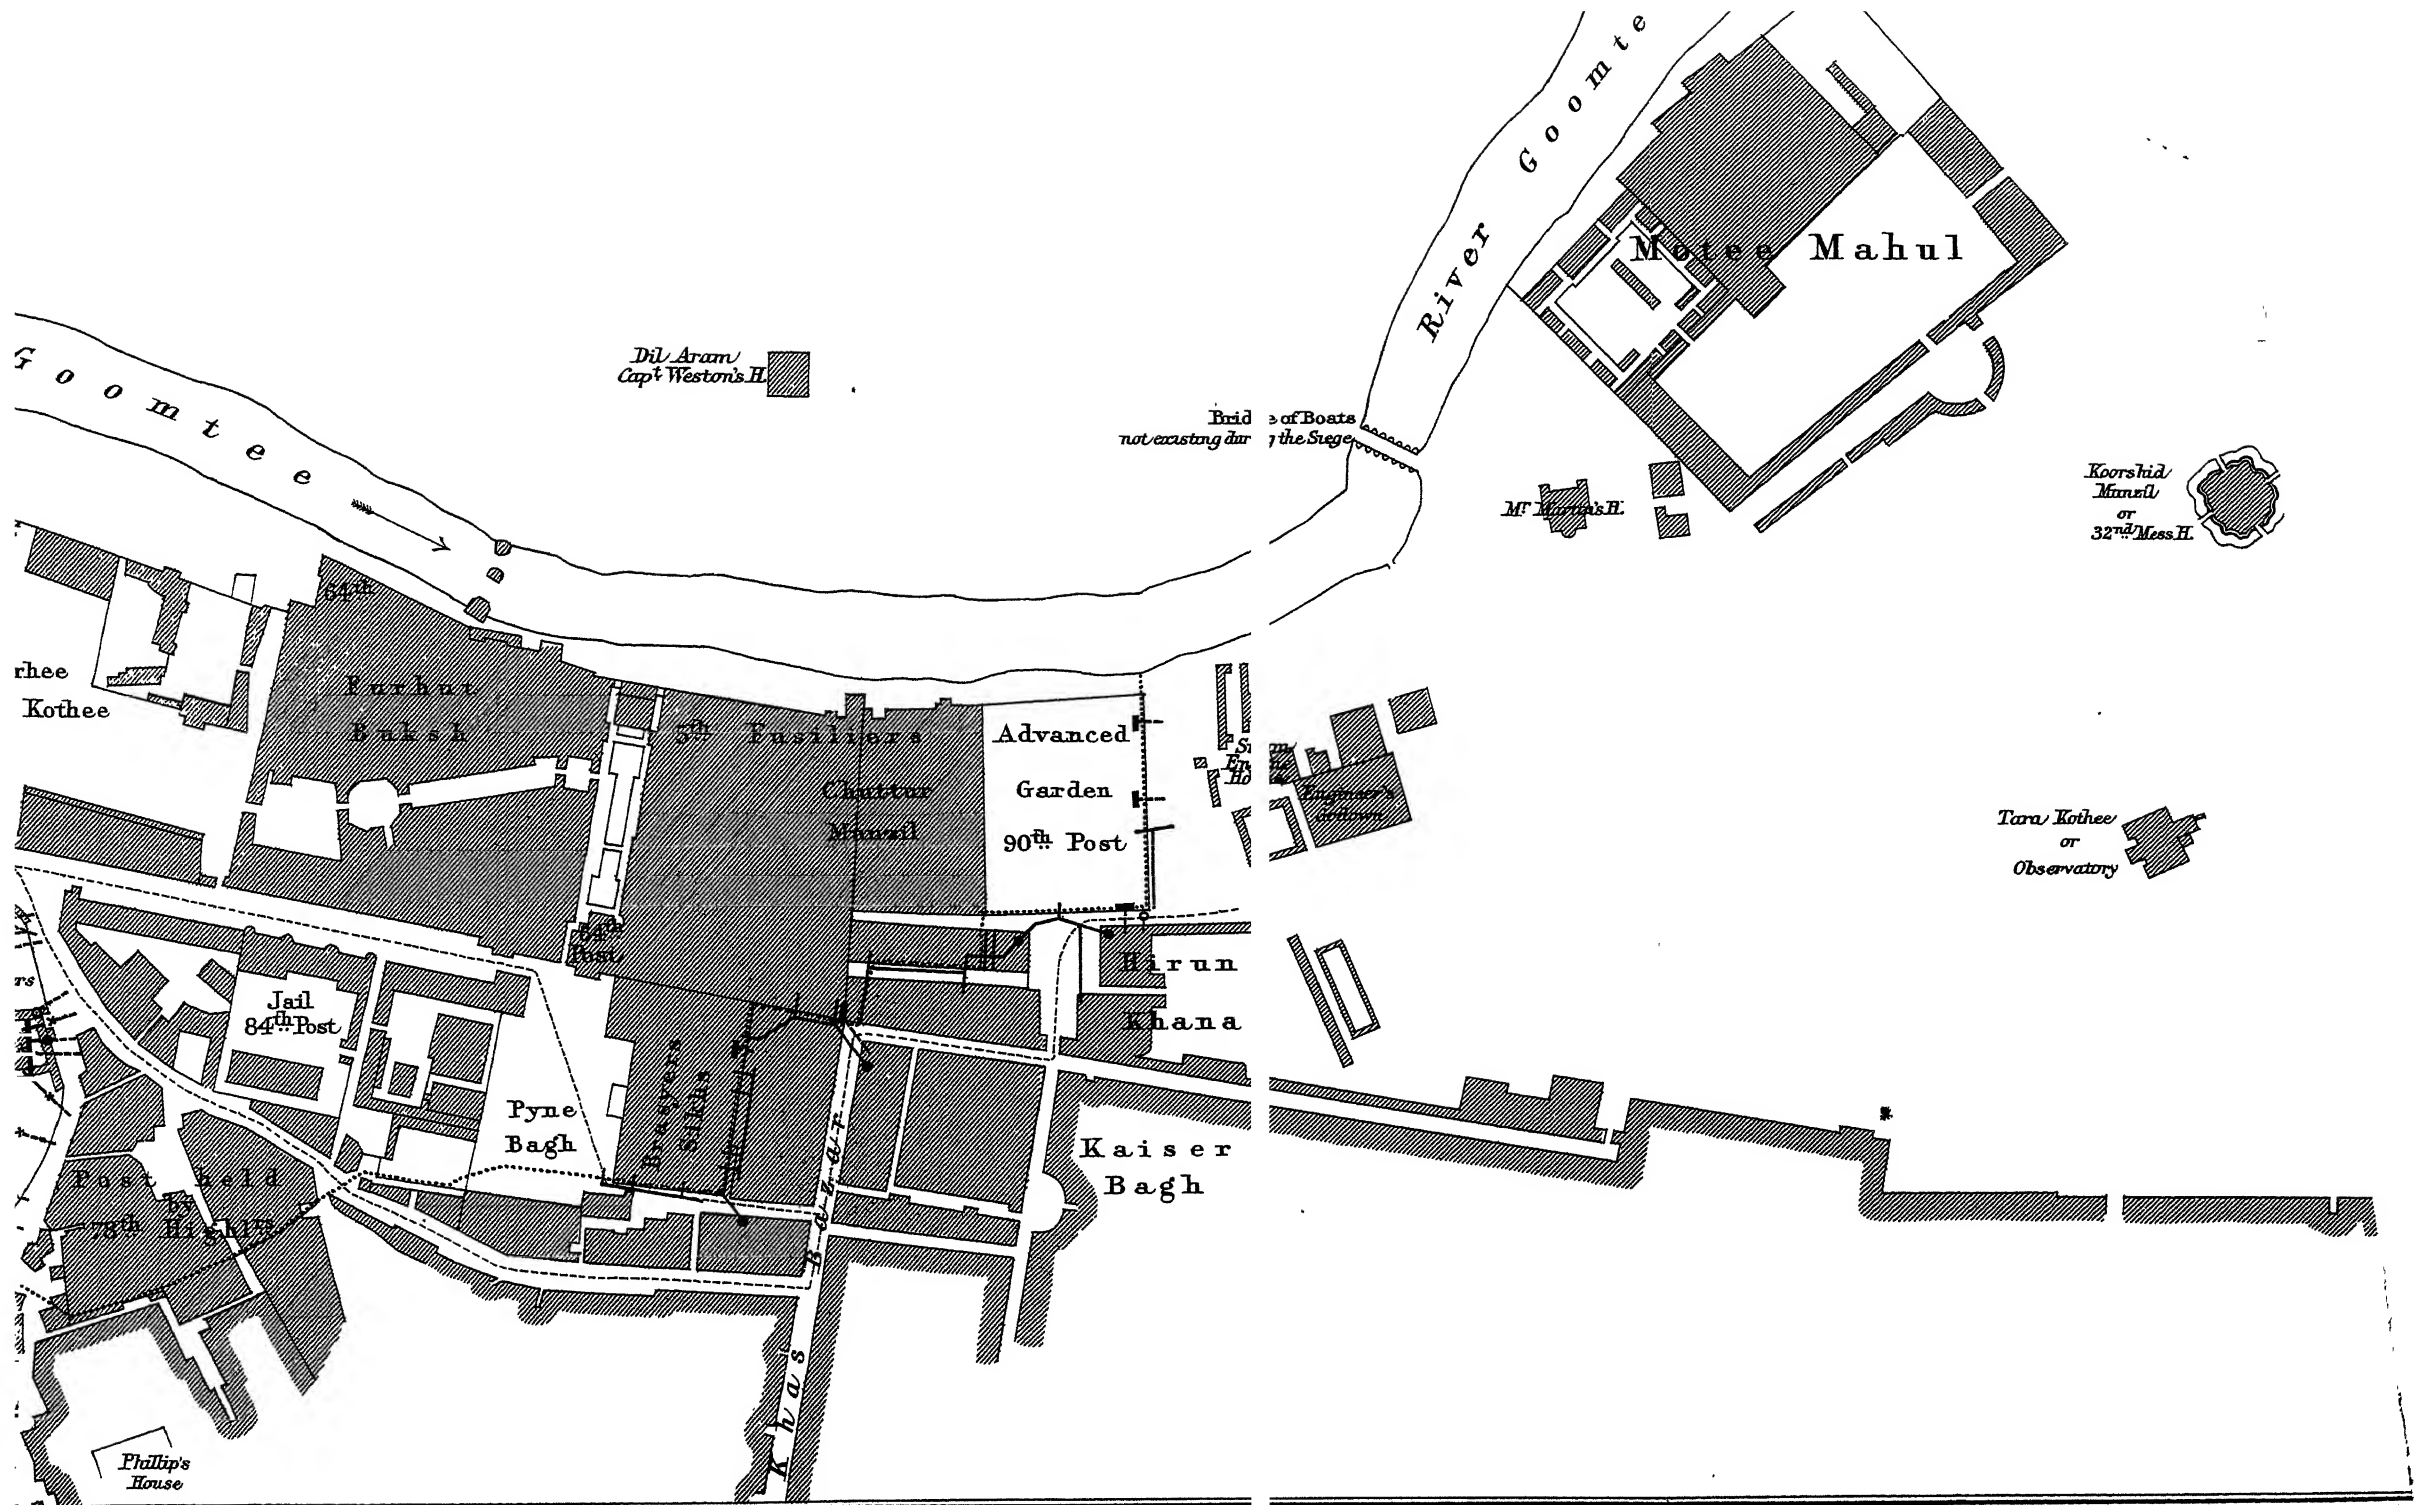 River Goomte
Motee Mahul
Goomtee
Dil Aram
Capt. Weston's H.
Brid e of Boats
not existing dur g the Siege
Mr. Martin's H.
Koorshid
Munzil
or
32nd. Mess H.
64th
rhee
Kothee
Furhut
Buksh
5th. Fusiliers
Chuttur
Munzil
Advanced
Garden
90th. Post
Engineer's
Godown
Tara Kothee
or
Observatory
54th
Post
rs
Jail
84th. Post
Hirun
Khana
Brasyers
Sikhs
Pyne
Bagh
Kaiser
Bagh
Post held
by
78th. Highlrs.
Khas Bazar
Phillip's
House